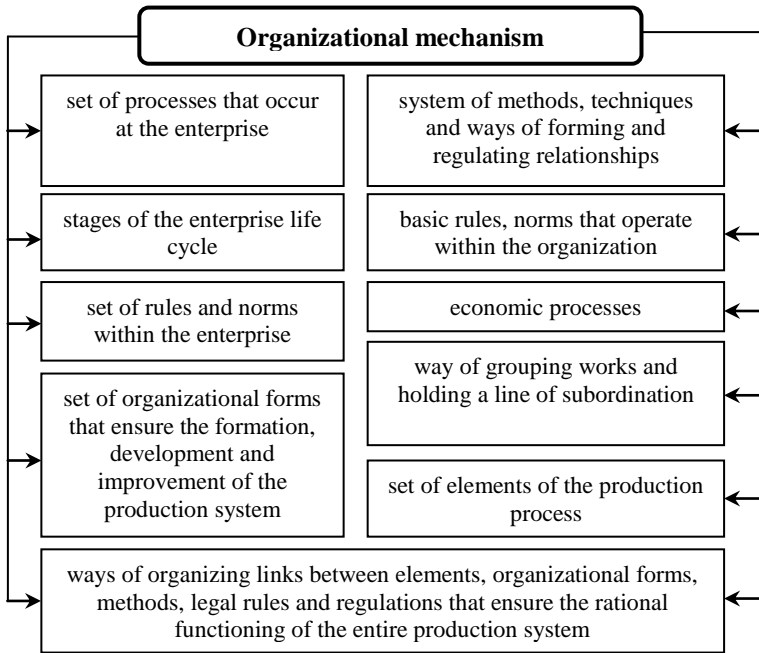 Organizational mechanism
set of processes that occur
at the enterprise
system of methods, techniques
and ways of forming and
regulating relationships
stages of the enterprise life
cycle
basic rules, norms that operate
within the organization
set of rules and norms
within the enterprise
economic processes
way of grouping works and
holding a line of subordination
set of organizational forms
that ensure the formation,
development and
improvement of the
production system
set of elements of the production
process
ways of organizing links between elements, organizational forms,
methods, legal rules and regulations that ensure the rational
functioning of the entire production system